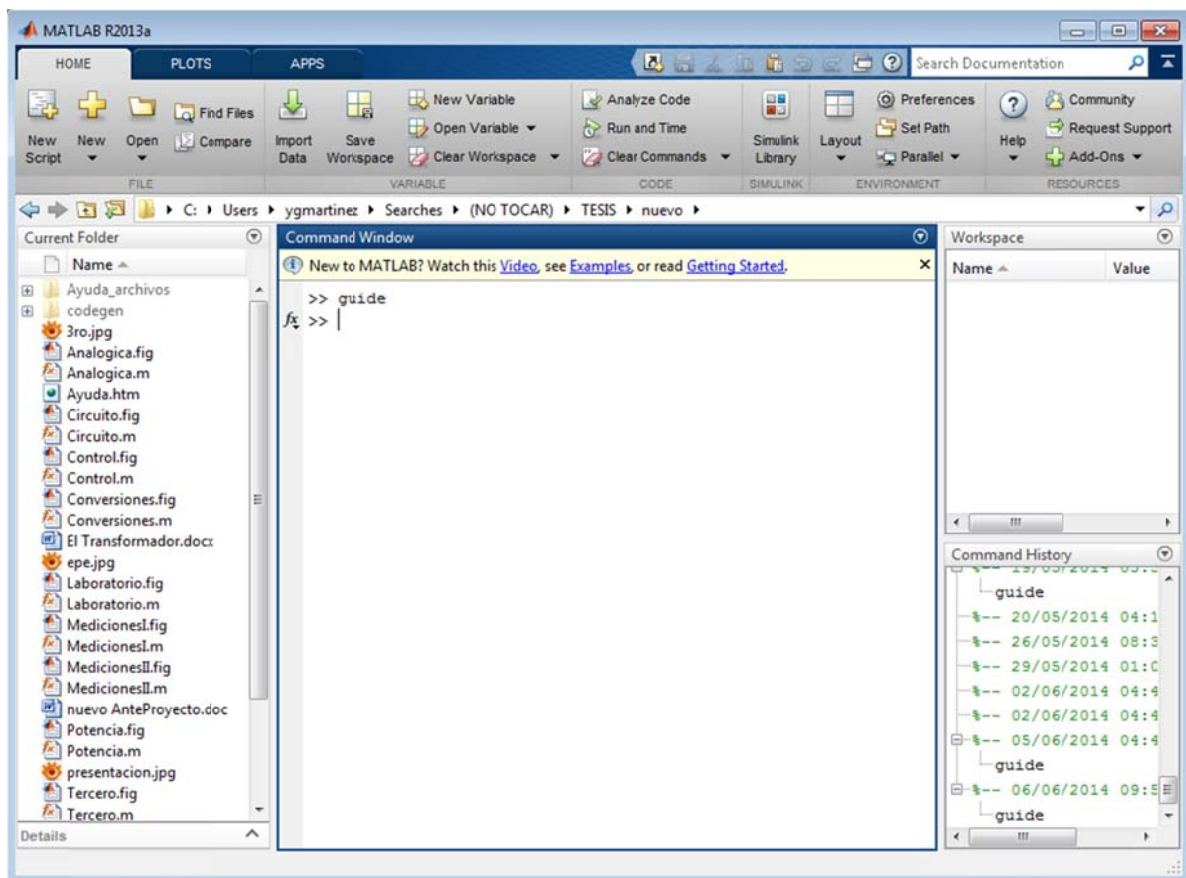 MATLAB R2013a
HOME PLOTS APPS
Search Documentation
New Script
New
Open
Find Files
Compare
FILE
Import Data
Save Workspace
New Variable
Open Variable
Clear Workspace
VARIABLE
Analyze Code
Run and Time
Clear Commands
CODE
Simulink Library
SIMULINK
Layout
Preferences
Set Path
Parallel
ENVIRONMENT
Help
Community
Request Support
Add-Ons
RESOURCES
C: Users ygmartinez Searches (NO TOCAR) TESIS nuevo
Current Folder
Name
Ayuda_archivos
codegen
3ro.jpg
Analogica.fig
Analogica.m
Ayuda.htm
Circuito.fig
Circuito.m
Control.fig
Control.m
Conversiones.fig
Conversiones.m
El Transformador.docx
epe.jpg
Laboratorio.fig
Laboratorio.m
MedicionesI.fig
MedicionesI.m
MedicionesII.fig
MedicionesII.m
nuevo AnteProyecto.doc
Potencia.fig
Potencia.m
presentacion.jpg
Tercero.fig
Tercero.m
Details
Command Window
New to MATLAB? Watch this Video, see Examples, or read Getting Started.
>> guide
fx >>
Workspace
Name Value
Command History
guide
%-- 20/05/2014 04:1
%-- 26/05/2014 08:3
%-- 29/05/2014 01:0
%-- 02/06/2014 04:4
%-- 02/06/2014 04:4
%-- 05/06/2014 04:4
guide
%-- 06/06/2014 09:5
guide